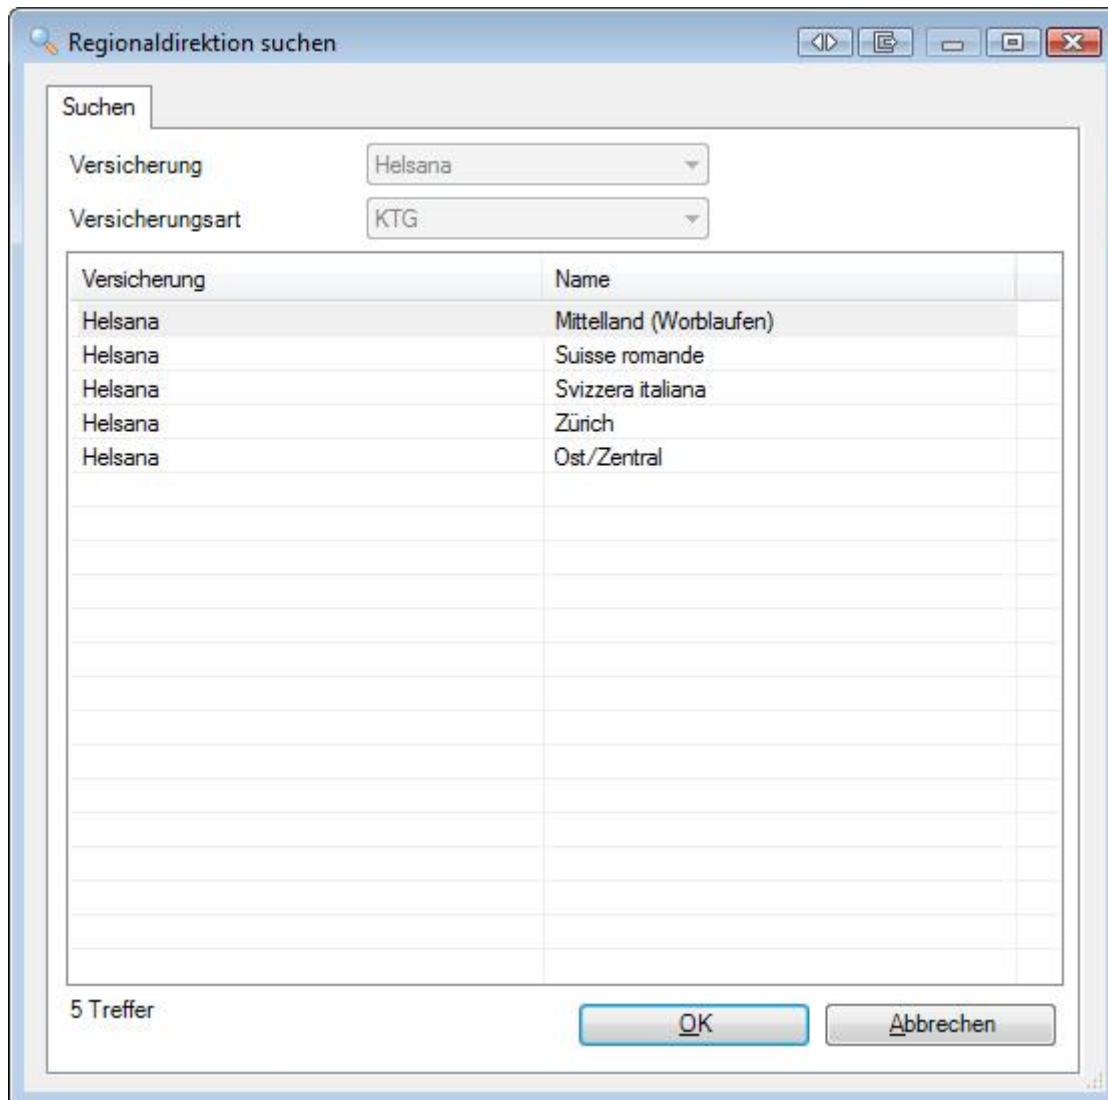 Regionaldirektion suchen
Suchen
Versicherung Helsana
Versicherungsart KTG
Versicherung Name
Helsana Mittelland (Worblaufen)
Helsana Suisse romande
Helsana Svizzera italiana
Helsana Zürich
Helsana Ost/Zentral
5 Treffer OK Abbrechen